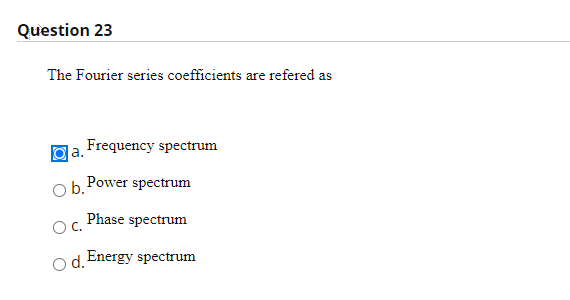 Question 23
The Fourier series coefficients are refered as
a. Frequency spectrum
b. Power spectrum
c. Phase spectrum
d. Energy spectrum